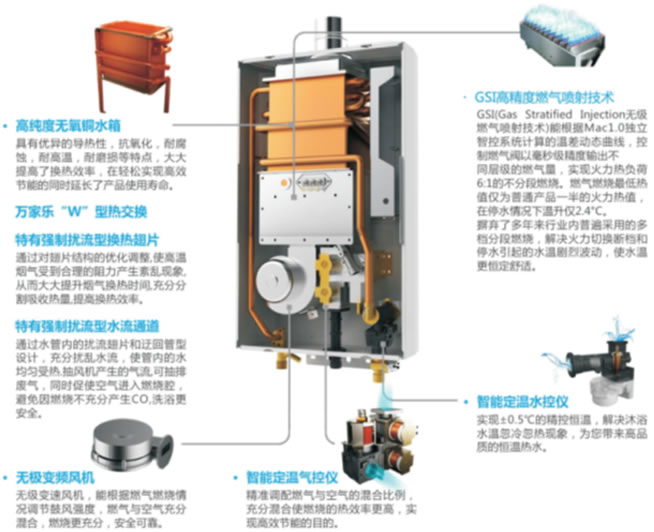 高纯度无氧铜水箱
具有优异的导热性，抗氧化，耐腐
蚀，耐高温，耐磨损等特点，大大
提高了换热效率，在轻松实现高效
节能的同时延长了产品使用寿命。
万家乐“W”型热交换
特有强制扰流型换热翅片
通过对翅片结构的优化调整,使高温
烟气受到合理的阻力产生紊乱现象,
从而大大提升烟气换热时间,充分分
割吸收热量,提高换热效率。
特有强制扰流型水流通道
通过水管内的扰流翅片和迂回管型
设计，充分扰乱水流，使管内的水
均匀受热.抽风机产生的气流,可抽排
废气，同时促使空气进入燃烧腔，
避免因燃烧不充分产生CO,洗浴更
安全。
无极变频风机
无级变速风机，能根据燃气燃烧情
况调节鼓风强度，燃气与空气充分
混合，燃烧更充分，安全可靠。
智能定温气控仪
精准调配燃气与空气的混合比例，
充分混合使燃烧的热效率更高，实
现高效节能的目的。
GSI高精度燃气喷射技术
GSI(Gas Stratified Injection无级
燃气喷射技术)能根据Mac1.0独立
智控系统计算的温差动态曲线，控
制燃气阀以毫秒级精度输出不
同层级的燃气量，实现火力热负荷
6:1的不分段燃烧。燃气燃烧最低热
值仅为普通产品一半的火力热值，
在停水情况下温升仅2.4°C。
摒弃了多年来行业内普遍采用的多
档分段燃烧，解决火力切换断档和
停水引起的水温剧烈波动，使水温
更恒定舒适。
智能定温水控仪
实现±0.5℃的精控恒温，解决沐浴
水温忽冷忽热现象，为您带来高品
质的恒温热水。